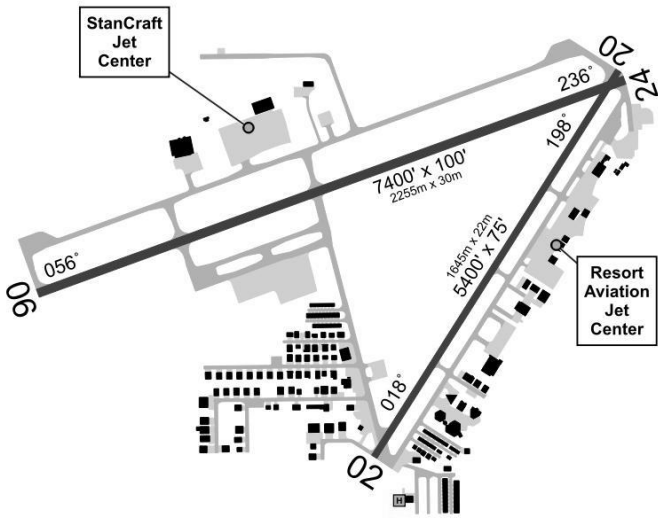 StanCraft
Jet
Center
20
24
236˚
198˚
7400' x 100'
2255m x 30m
1645m x 22m
5400' x 75'
056˚
06
Resort
Aviation
Jet
Center
018˚
02
H